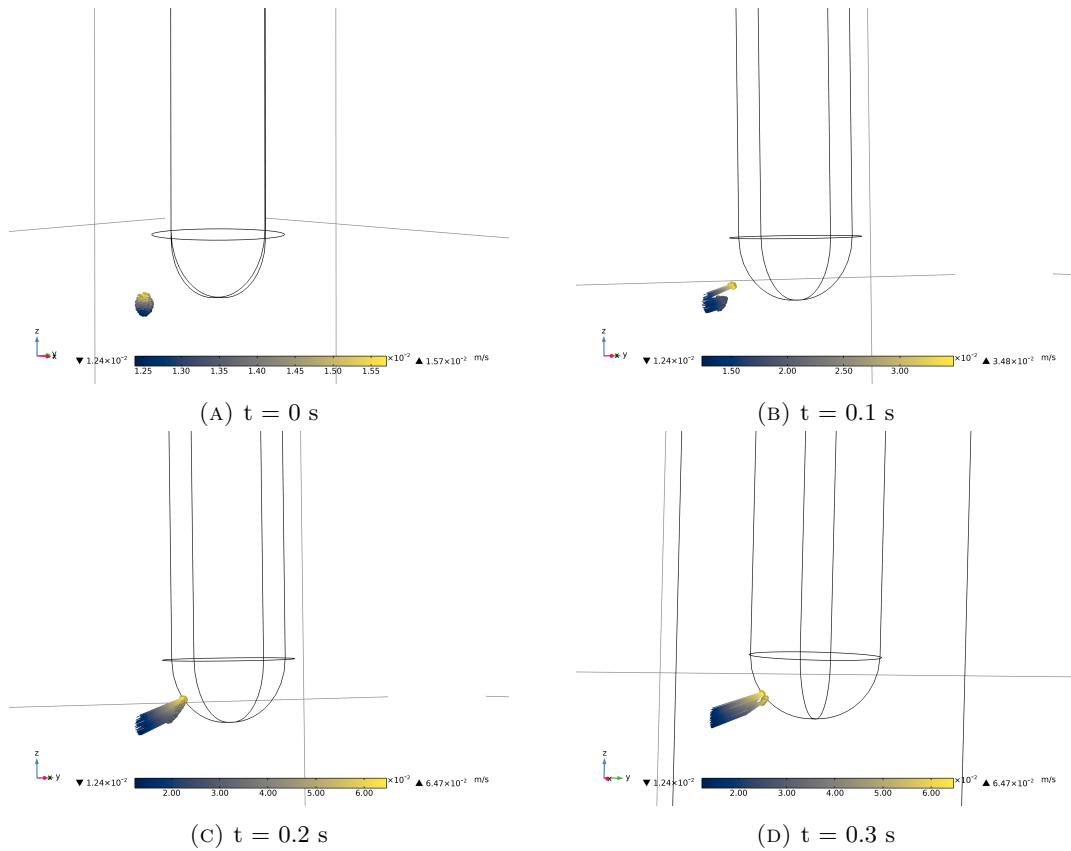 z
y
x
▼ 1.24×10⁻²
×10⁻²
▲ 1.57×10⁻²
m/s
1.25 1.30 1.35 1.40 1.45 1.50 1.55
(A) t = 0 s
z
x
y
▼ 1.24×10⁻²
×10⁻²
▲ 3.48×10⁻²
m/s
1.50 2.00 2.50 3.00
(B) t = 0.1 s
z
x
y
▼ 1.24×10⁻²
×10⁻²
▲ 6.47×10⁻²
m/s
2.00 3.00 4.00 5.00 6.00
(C) t = 0.2 s
z
x
y
▼ 1.24×10⁻²
×10⁻²
▲ 6.47×10⁻²
m/s
2.00 3.00 4.00 5.00 6.00
(D) t = 0.3 s